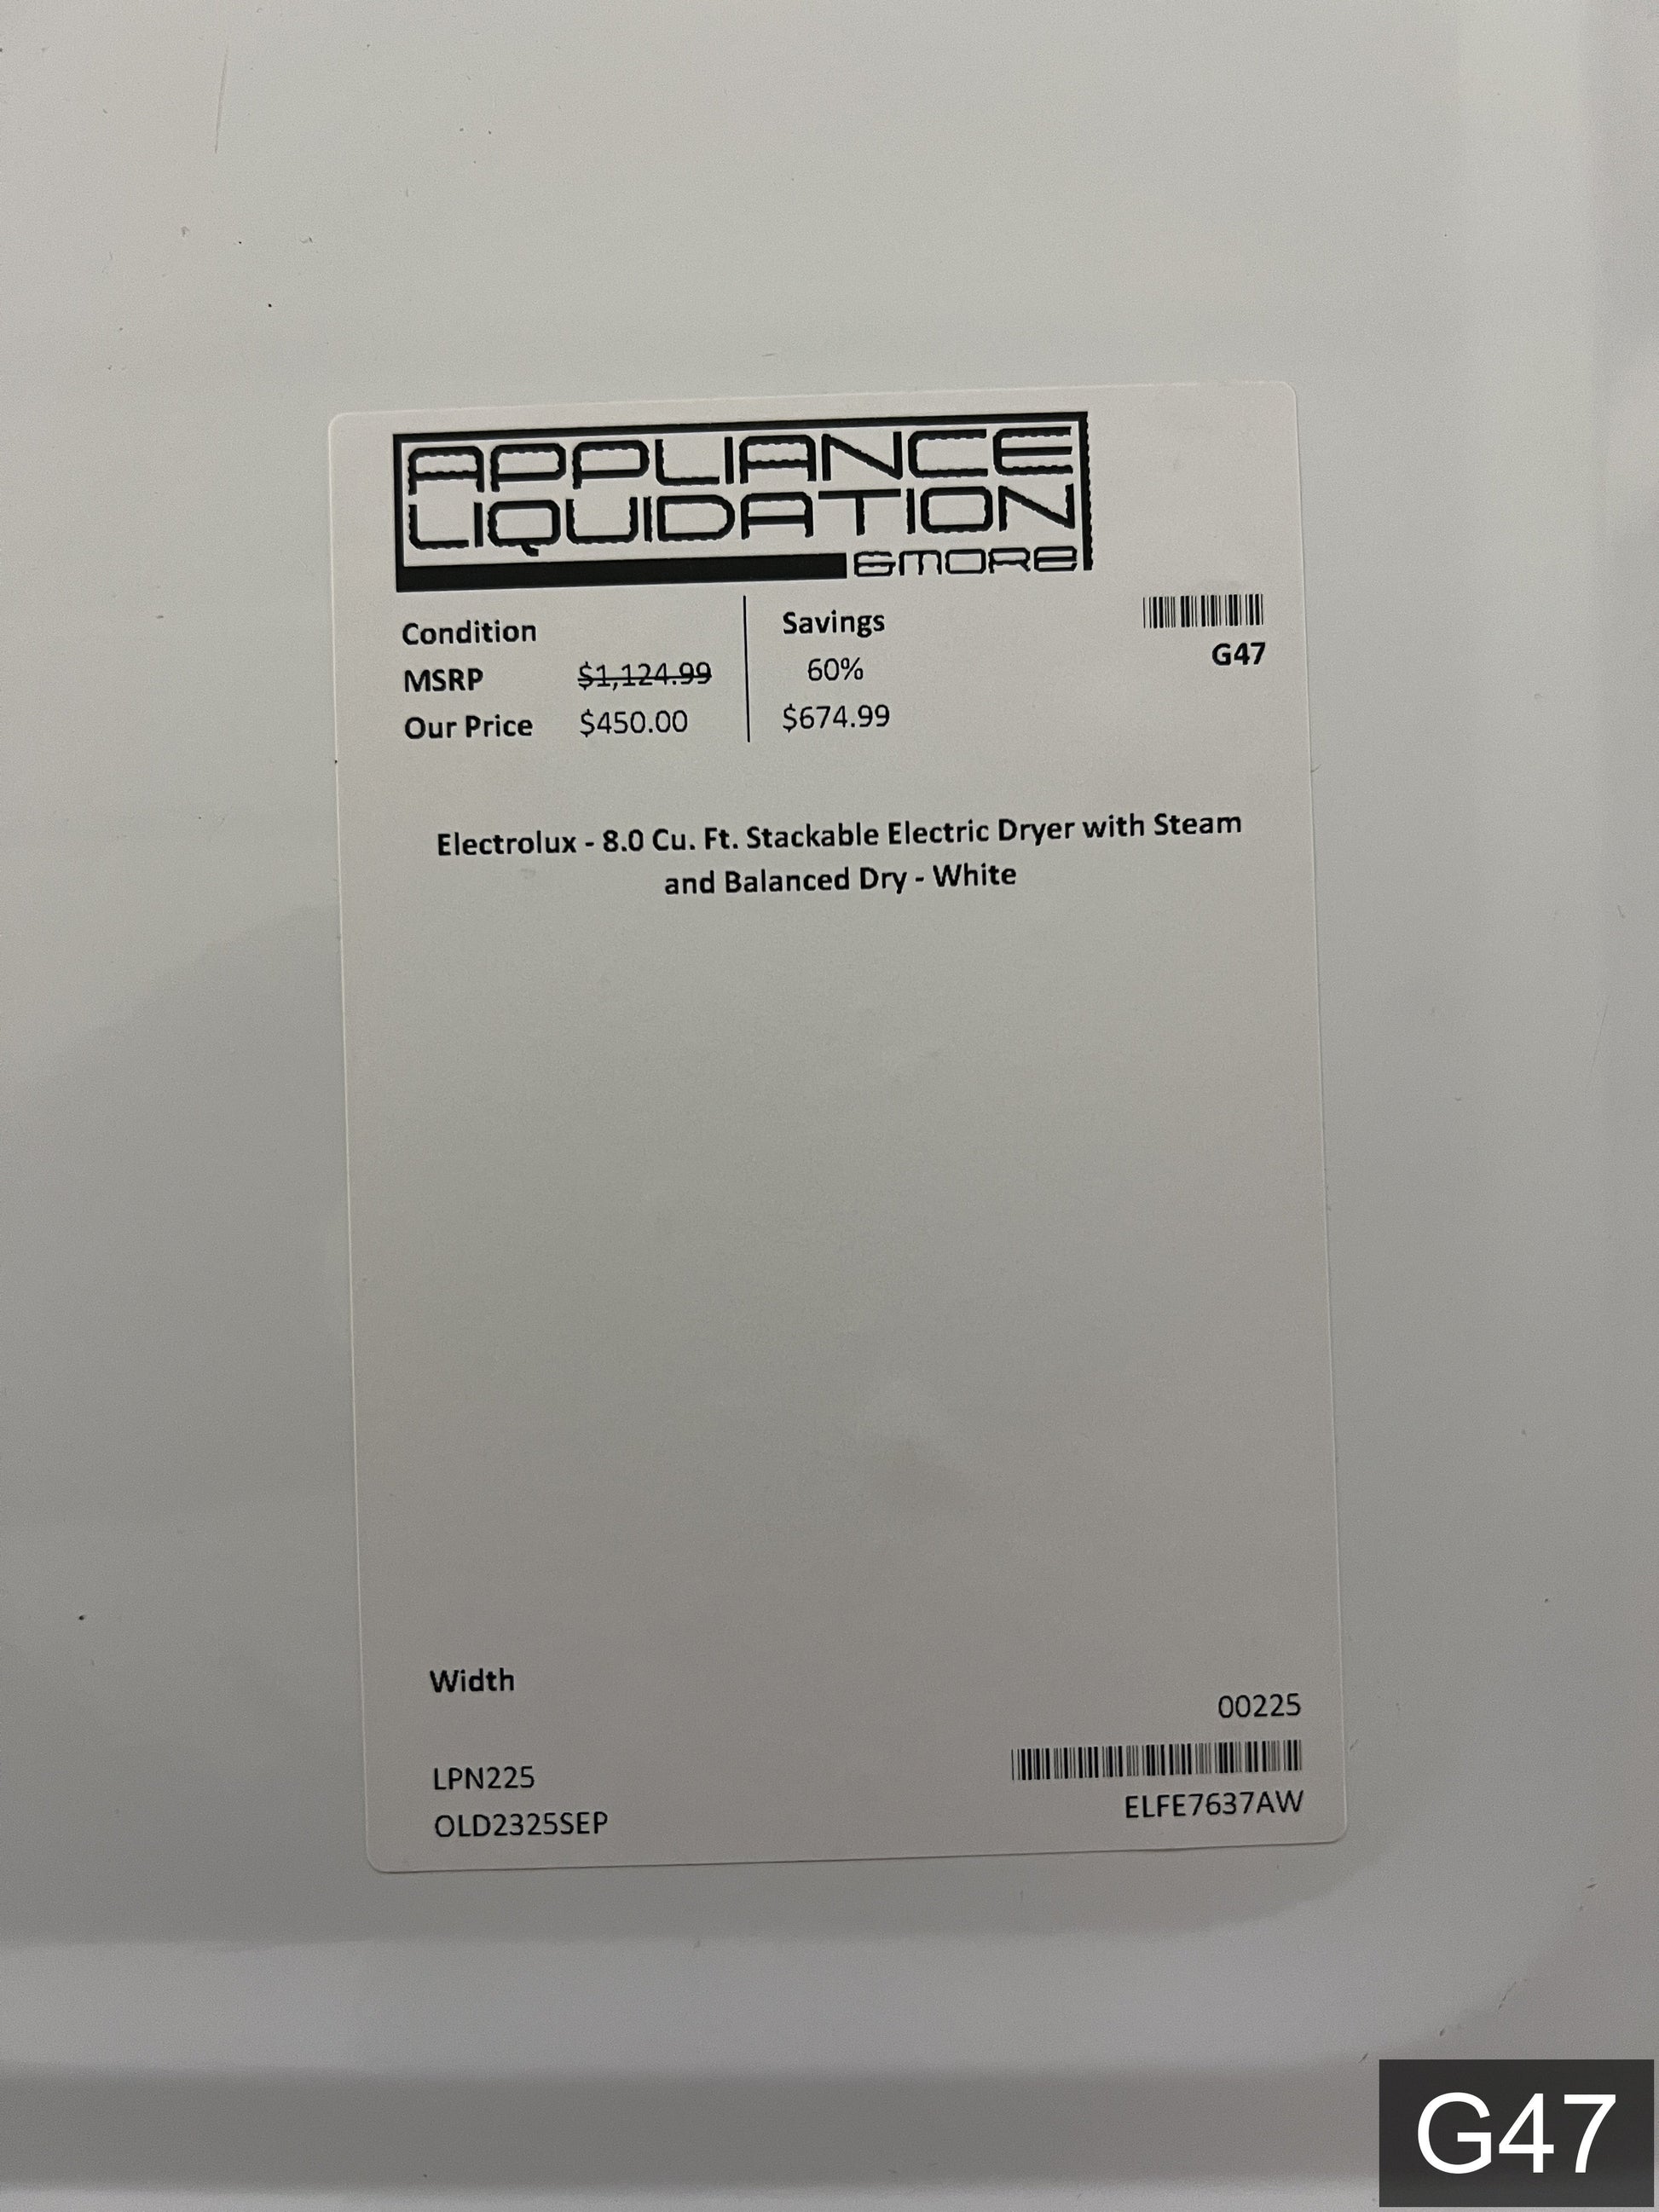 APPLIANCE
LIQUIDATION
&MORE
Condition
MSRP $1,124.99
Our Price $450.00
Savings
60%
$674.99
G47
Electrolux - 8.0 Cu. Ft. Stackable Electric Dryer with Steam
and Balanced Dry - White
Width
00225
LPN225
OLD2325SEP
ELFE7637AW
G47